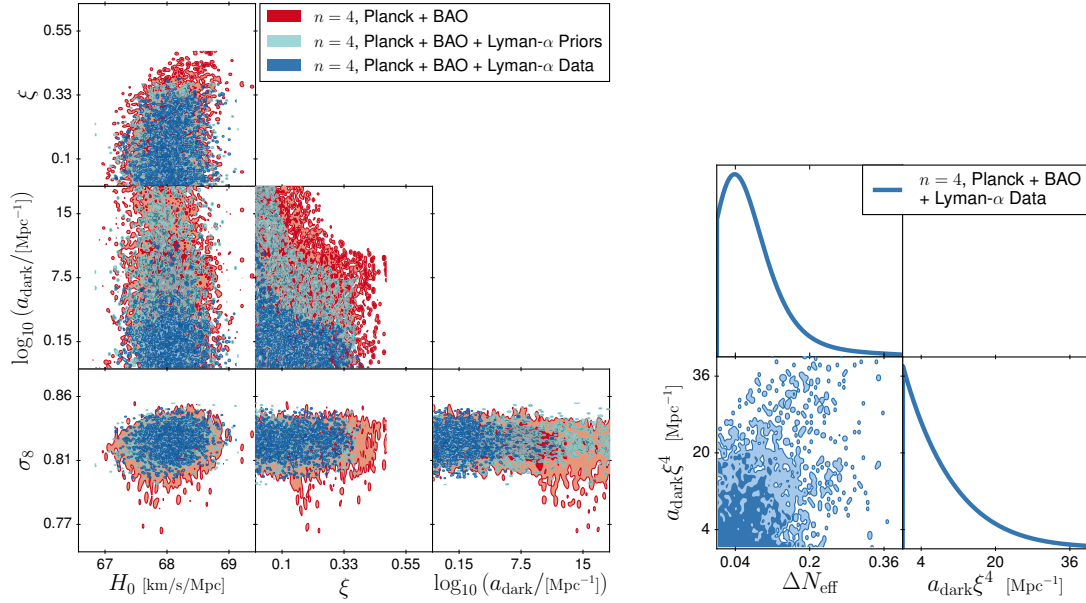 n = 4, Planck + BAO
n = 4, Planck + BAO + Lyman-α Priors
n = 4, Planck + BAO + Lyman-α Data
0.55
0.33
0.1
ξ
15
7.5
0.15
log₁₀ (a_dark/[Mpc⁻¹])
0.86
0.81
0.77
σ₈
67 68 69
H₀ [km/s/Mpc]
0.1 0.33 0.55
ξ
0.15 7.5 15
log₁₀ (a_dark/[Mpc⁻¹])
n = 4, Planck + BAO
+ Lyman-α Data
36
20
4
a_dark ξ⁴ [Mpc⁻¹]
0.04 0.2 0.36
ΔN_eff
4 20 36
a_dark ξ⁴ [Mpc⁻¹]